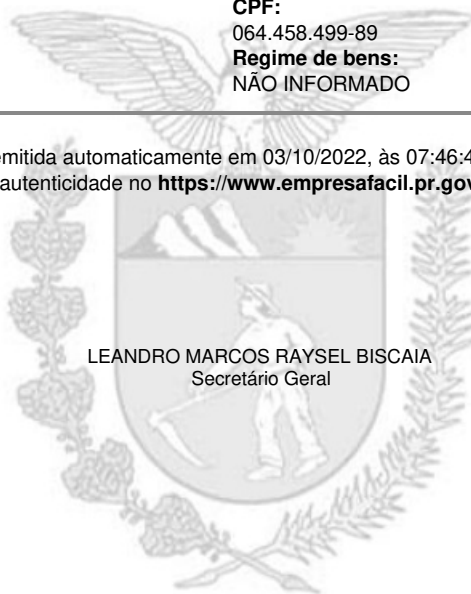 CPF:
064.458.499-89
Regime de bens:
NÃO INFORMADO
emitida automaticamente em 03/10/2022, às 07:46:4
autenticidade no https://www.empresafacil.pr.gov
LEANDRO MARCOS RAYSEL BISCAIA
Secretário Geral